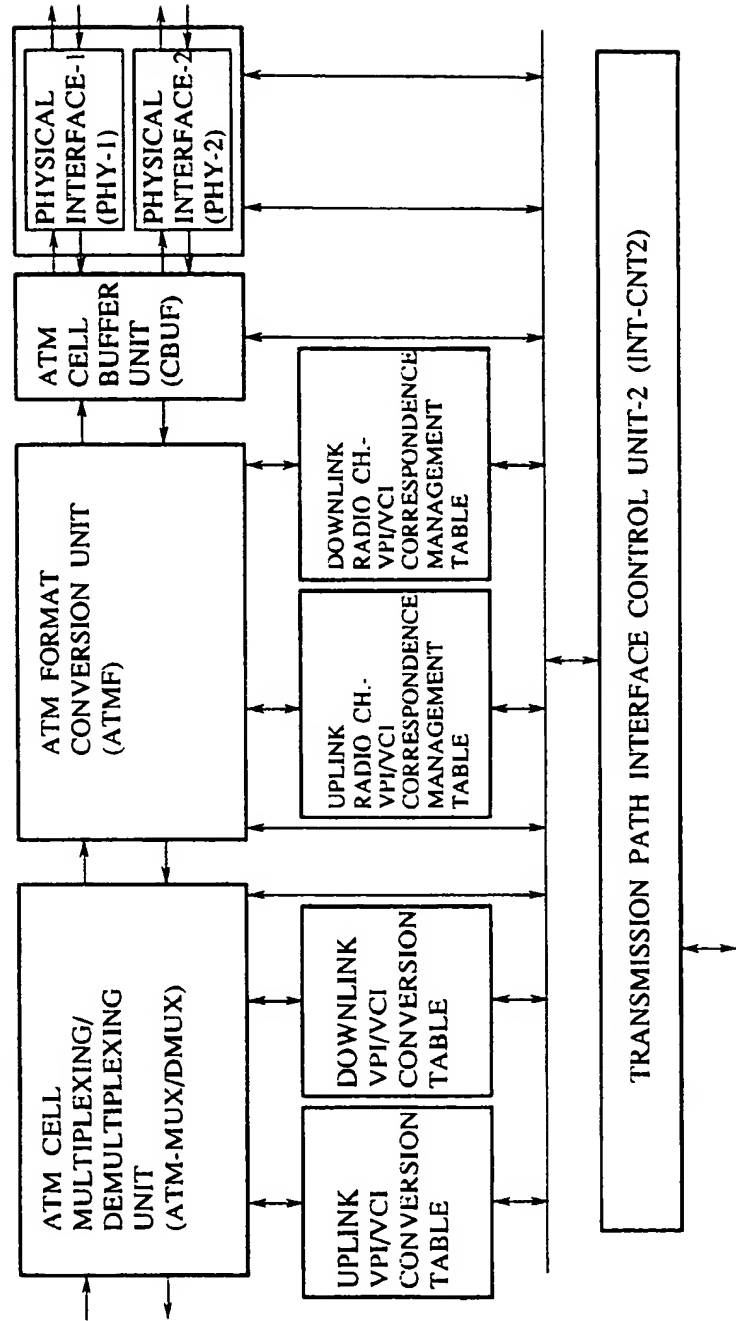 ATM CELL
MULTIPLEXING/
DEMULTIPLEXING
UNIT
(ATM-MUX/DMUX)
ATM FORMAT
CONVERSION UNIT
(ATMF)
ATM
CELL
BUFFER
UNIT
(CBUF)
PHYSICAL
INTERFACE-1
(PHY-1)
PHYSICAL
INTERFACE-2
(PHY-2)
UPLINK
VPI/VCI
CONVERSION
TABLE
DOWNLINK
VPI/VCI
CONVERSION
TABLE
UPLINK
RADIO CH.-
VPI/VCI
CORRESPONDENCE
MANAGEMENT
TABLE
DOWNLINK
RADIO CH.-
VPI/VCI
CORRESPONDENCE
MANAGEMENT
TABLE
TRANSMISSION PATH INTERFACE CONTROL UNIT-2 (INT-CNT2)